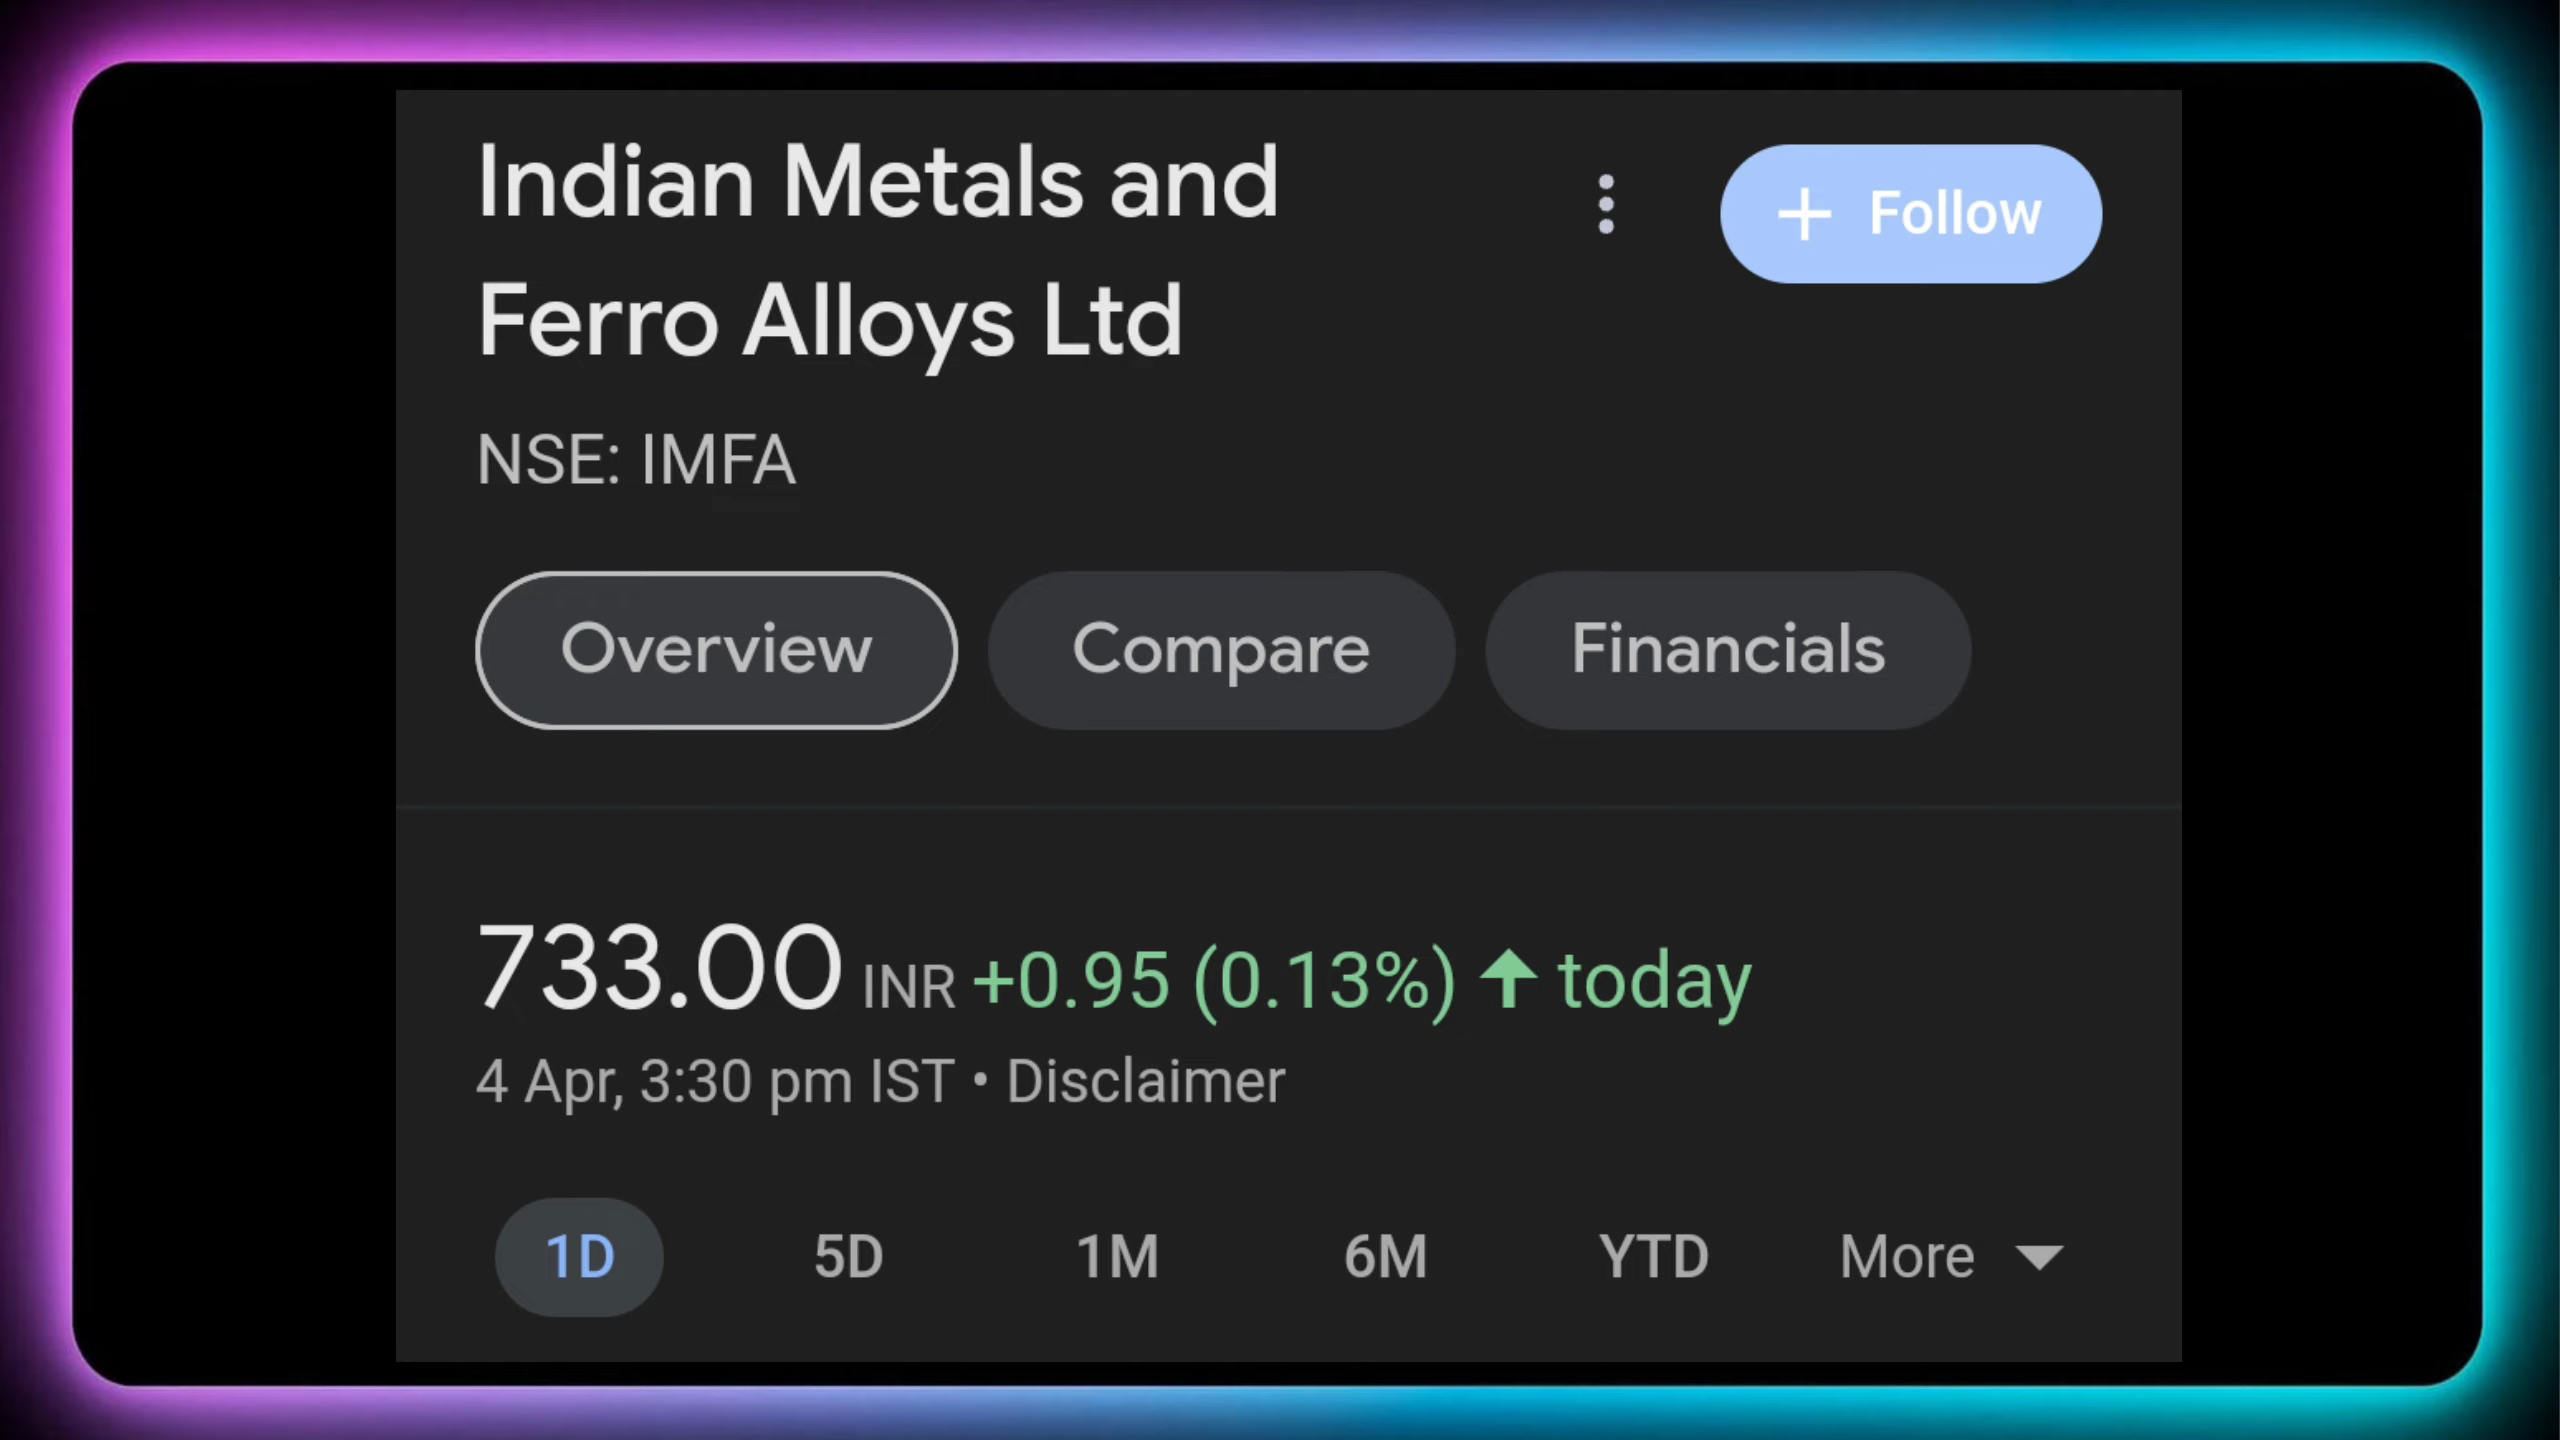 Indian Metals and
Ferro Alloys Ltd
+ Follow
NSE: IMFA
Overview Compare Financials
733.00 INR +0.95 (0.13%) ↑ today
4 Apr, 3:30 pm IST • Disclaimer
1D 5D 1M 6M YTD More